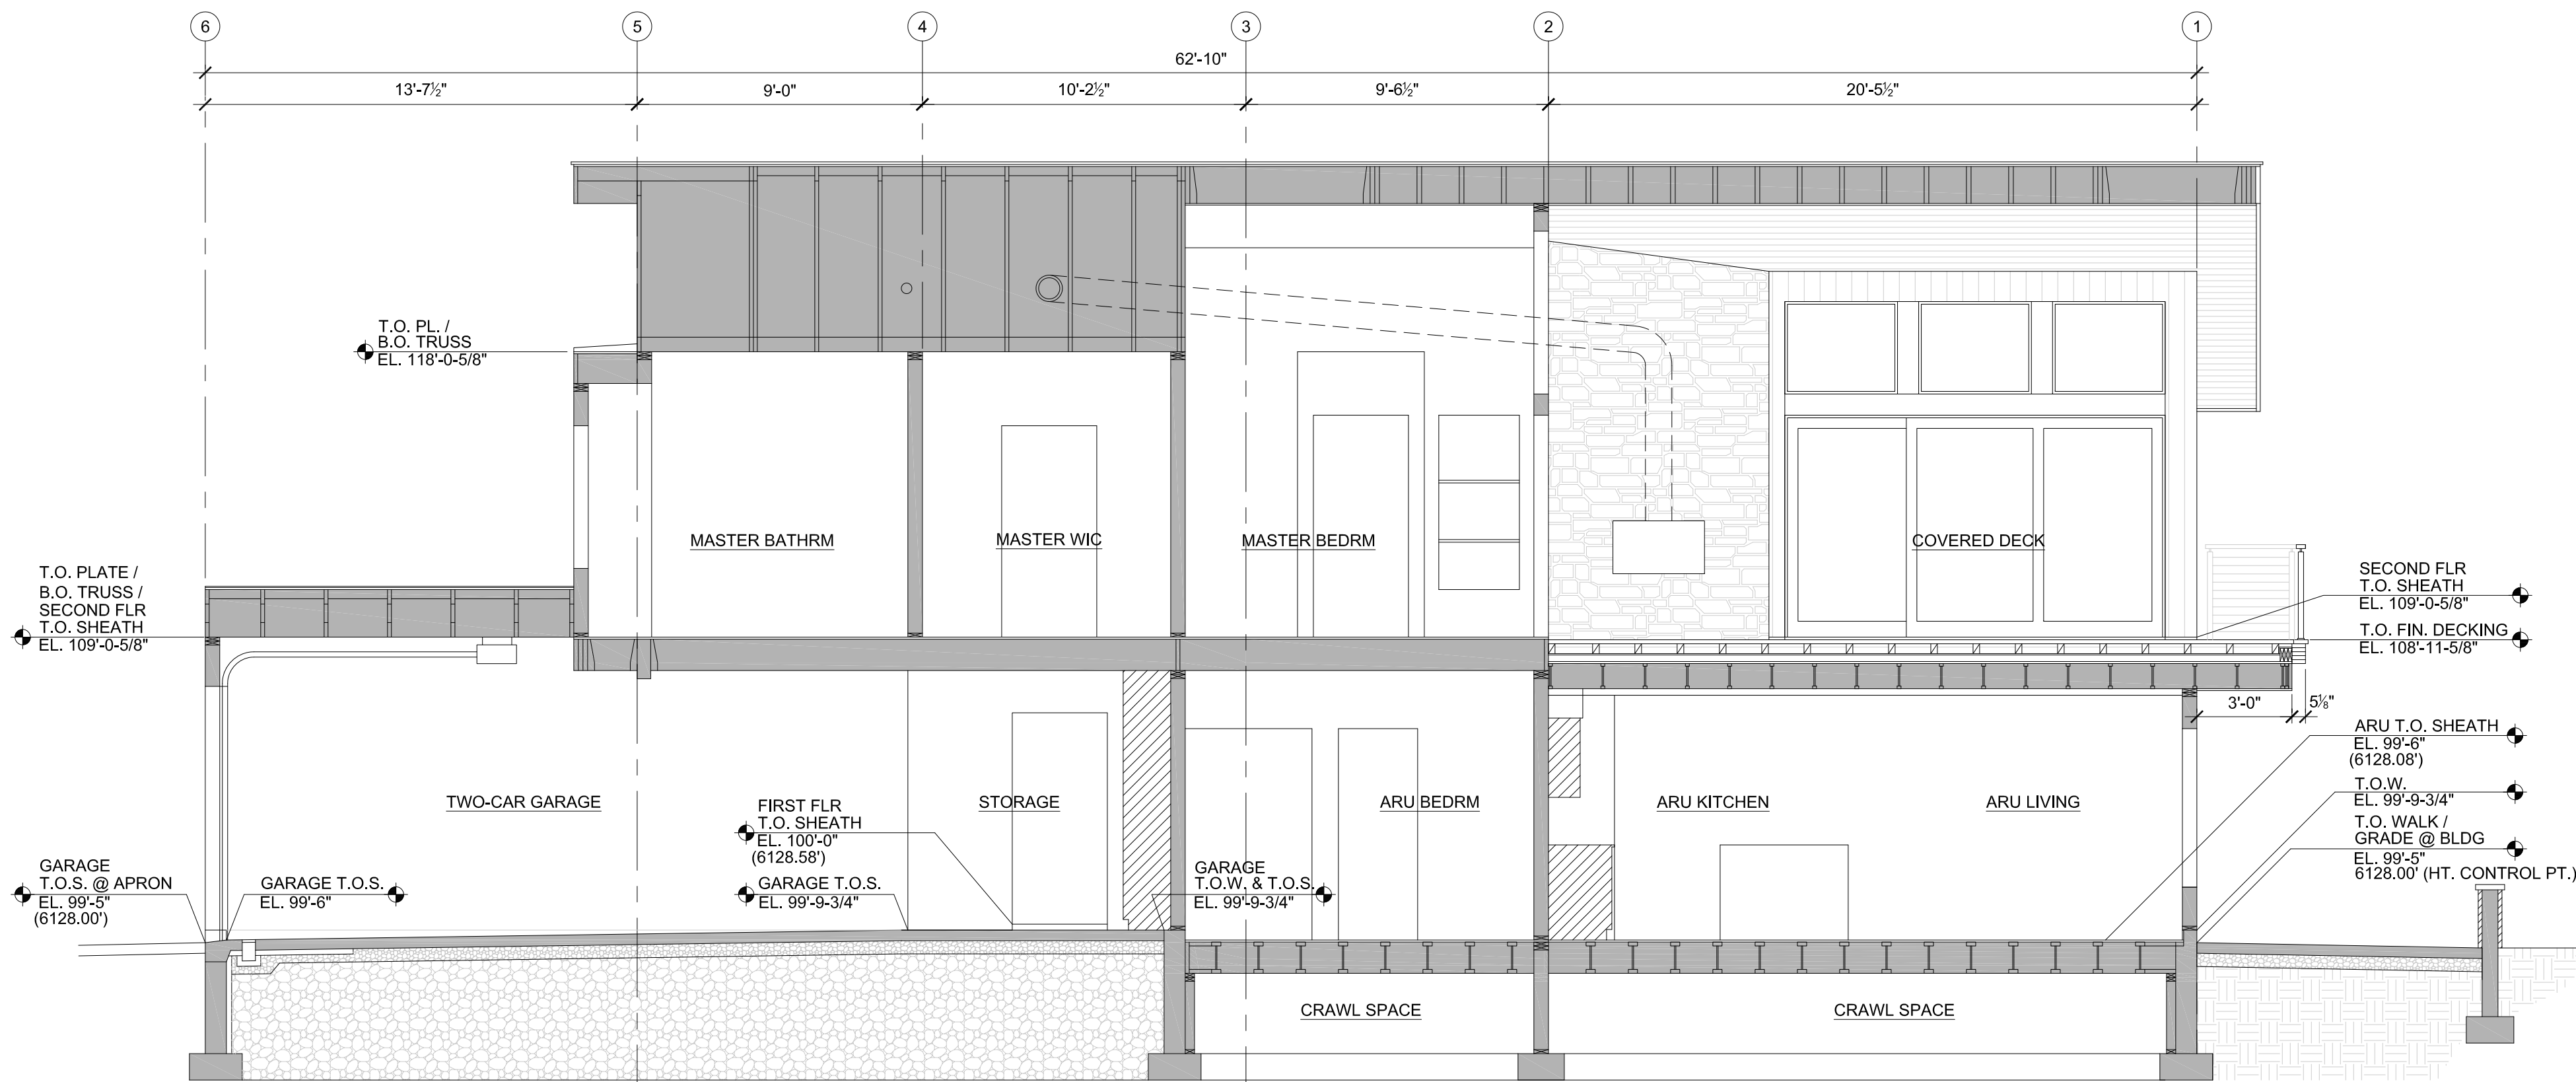 6
5
4
3
2
1
62'-10"
13'-7½"
9'-0"
10'-2½"
9'-6½"
20'-5½"
T.O. PL. /
B.O. TRUSS
EL. 118'-0-5/8"
MASTER BATHRM
MASTER WIC
MASTER BEDRM
COVERED DECK
T.O. PLATE /
B.O. TRUSS /
SECOND FLR
T.O. SHEATH
EL. 109'-0-5/8"
SECOND FLR
T.O. SHEATH
EL. 109'-0-5/8"
T.O. FIN. DECKING
EL. 108'-11-5/8"
3'-0"
5⅛"
TWO-CAR GARAGE
STORAGE
ARU BEDRM
ARU KITCHEN
ARU LIVING
FIRST FLR
T.O. SHEATH
EL. 100'-0"
(6128.58')
ARU T.O. SHEATH
EL. 99'-6"
(6128.08')
T.O.W.
EL. 99'-9-3/4"
T.O. WALK /
GRADE @ BLDG
EL. 99'-5"
6128.00' (HT. CONTROL PT.)
GARAGE
T.O.S. @ APRON
EL. 99'-5"
(6128.00')
GARAGE T.O.S.
EL. 99'-6"
GARAGE T.O.S.
EL. 99'-9-3/4"
GARAGE
T.O.W. & T.O.S.
EL. 99'-9-3/4"
CRAWL SPACE
CRAWL SPACE